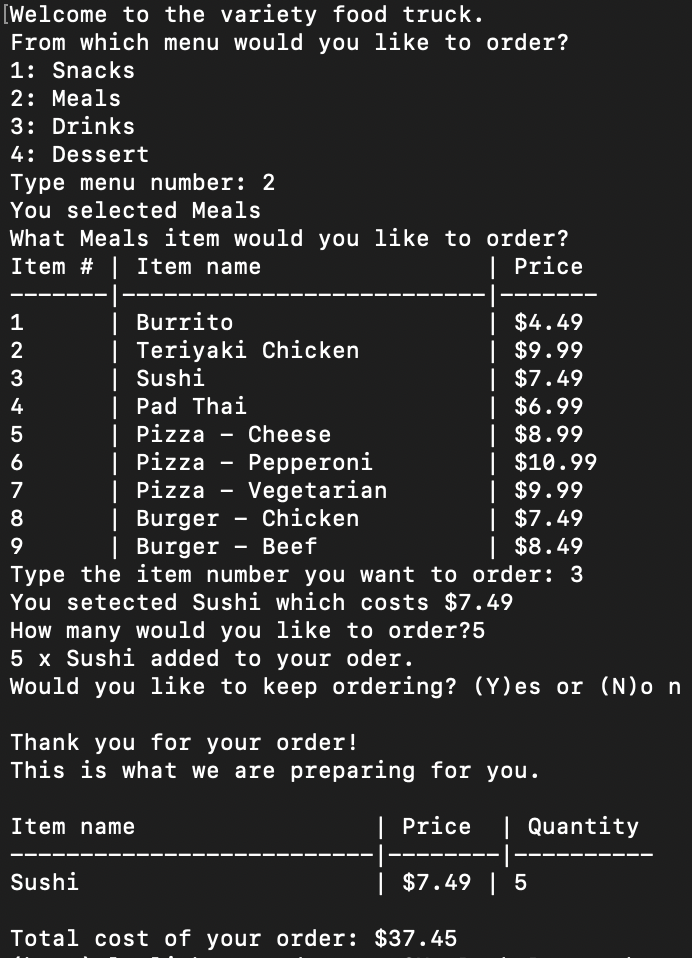 Welcome to the variety food truck.
From which menu would you like to order?
1: Snacks
2: Meals
3: Drinks
4: Dessert
Type menu number: 2
You selected Meals
What Meals item would you like to order?
Item # | Item name                | Price
-------|--------------------------|-------
1      | Burrito                  | $4.49
2      | Teriyaki Chicken         | $9.99
3      | Sushi                    | $7.49
4      | Pad Thai                 | $6.99
5      | Pizza - Cheese           | $8.99
6      | Pizza - Pepperoni        | $10.99
7      | Pizza - Vegetarian       | $9.99
8      | Burger - Chicken         | $7.49
9      | Burger - Beef            | $8.49
Type the item number you want to order: 3
You setected Sushi which costs $7.49
How many would you like to order?5
5 x Sushi added to your oder.
Would you like to keep ordering? (Y)es or (N)o n
Thank you for your order!
This is what we are preparing for you.
Item name                 | Price  | Quantity
--------------------------|--------|----------
Sushi                     | $7.49 | 5
Total cost of your order: $37.45